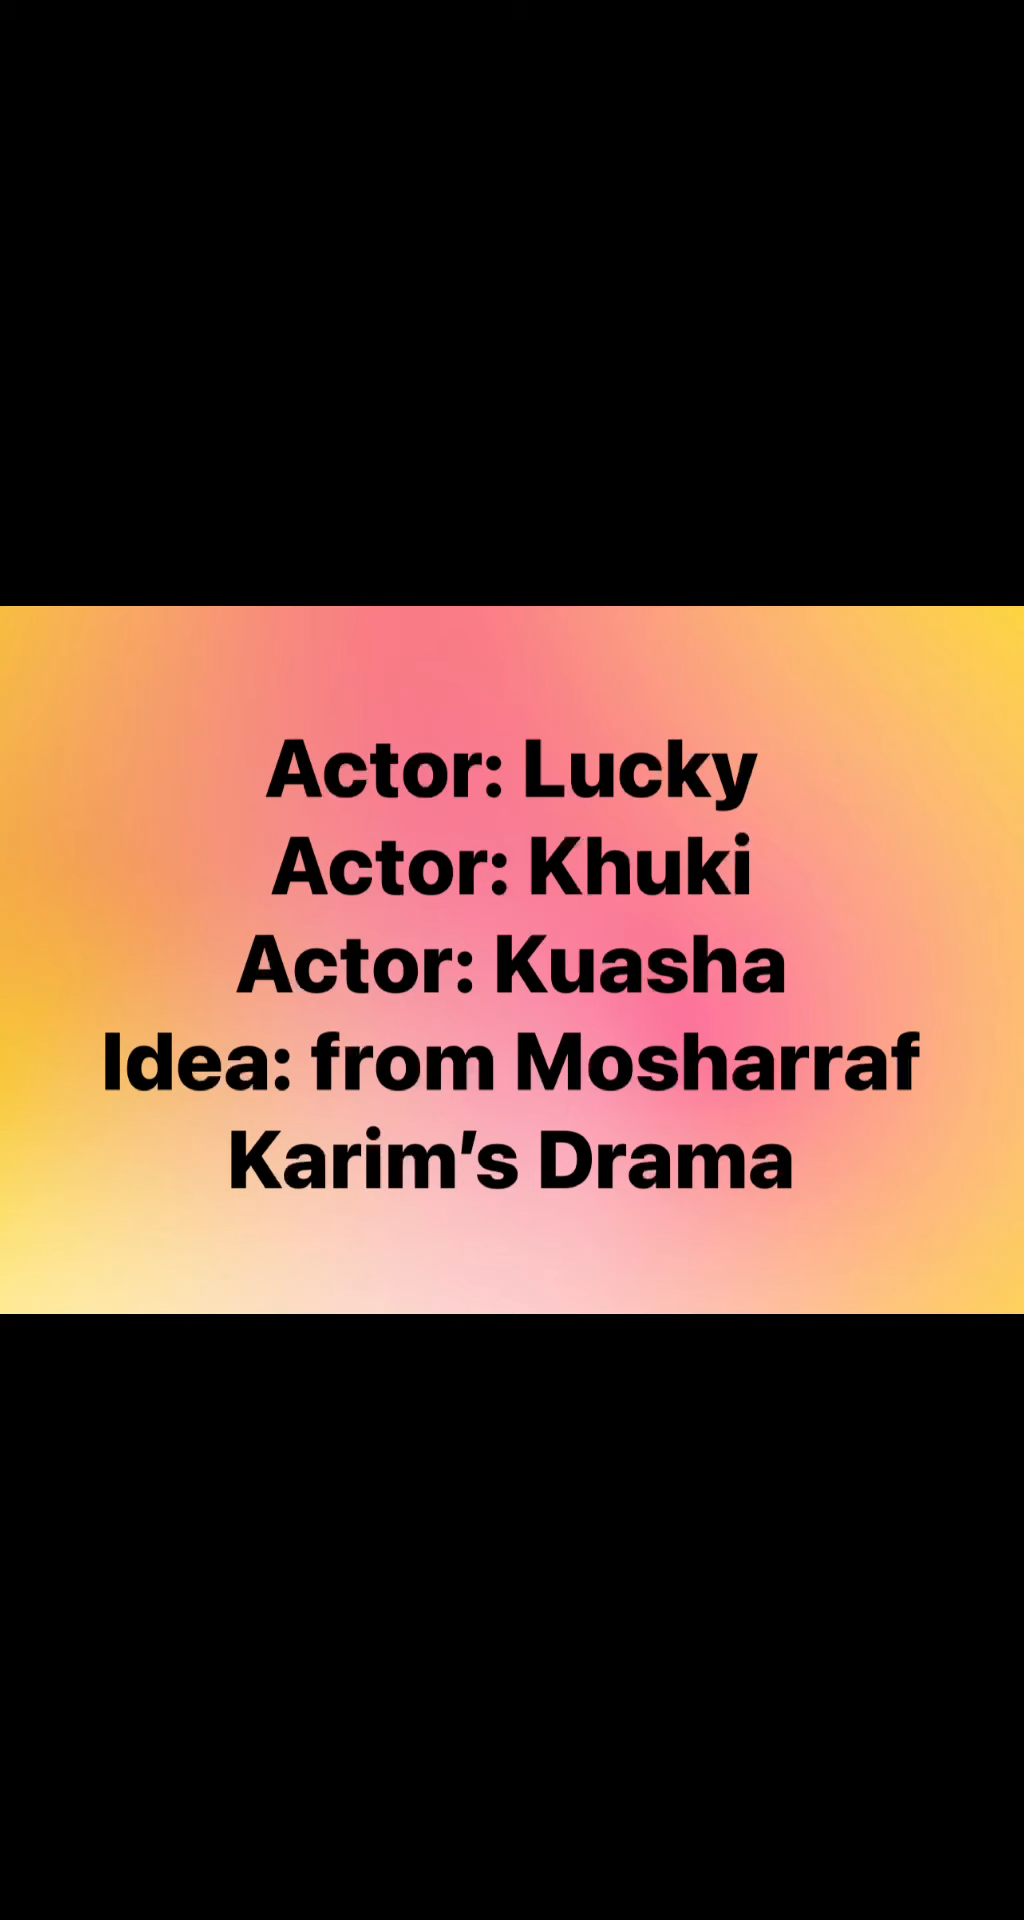 Actor: Lucky
Actor: Khuki
Actor: Kuasha
Idea: from Mosharraf
Karim’s Drama